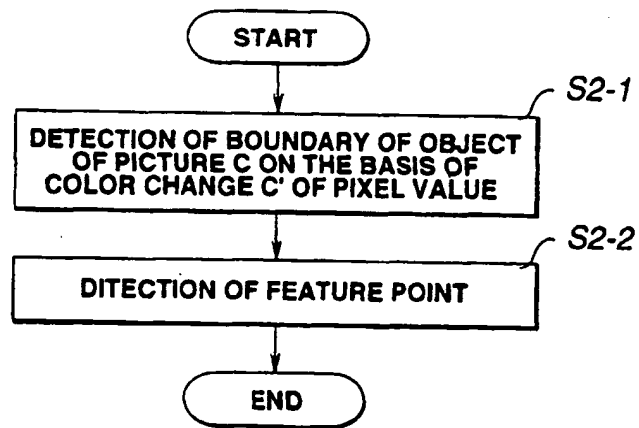 START
S2-1
DETECTION OF BOUNDARY OF OBJECT
OF PICTURE C ON THE BASIS OF
COLOR CHANGE C' OF PIXEL VALUE
S2-2
DITECTION OF FEATURE POINT
END